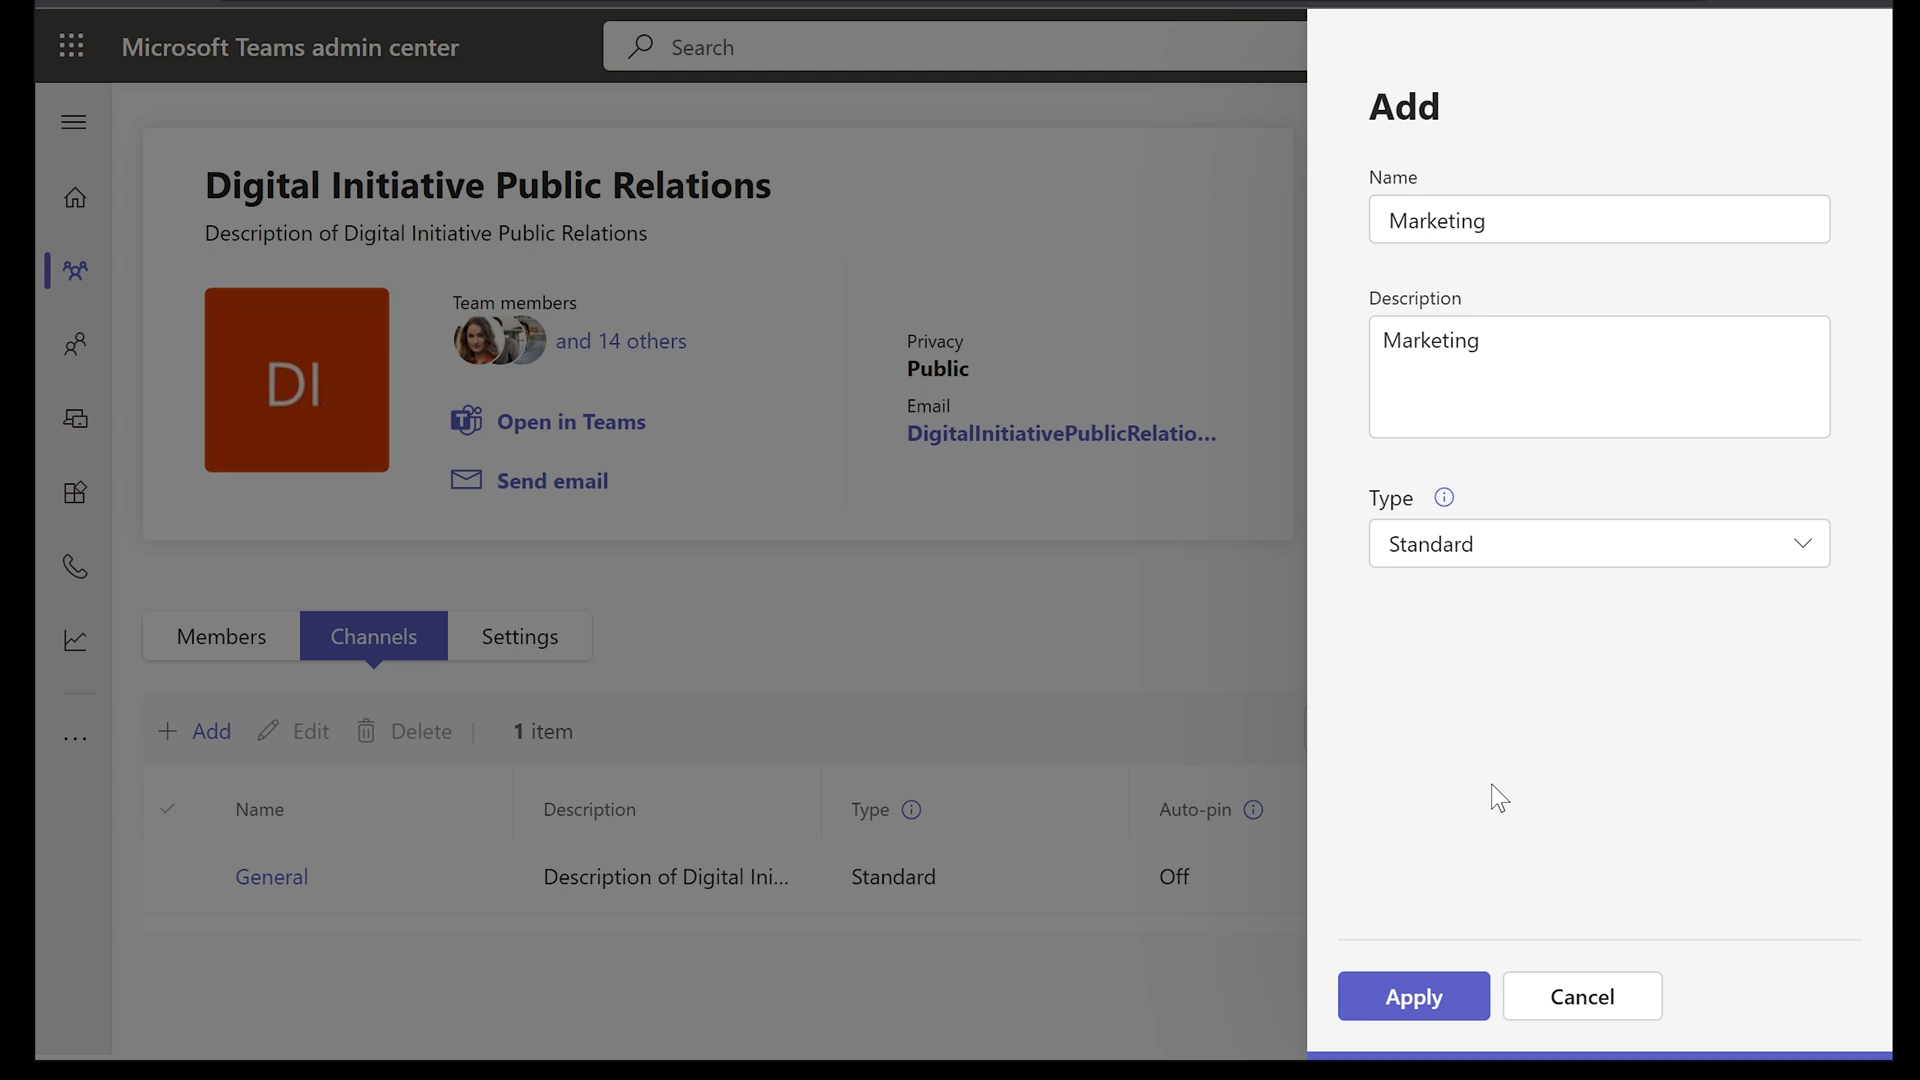 Microsoft Teams admin center
Search
Digital Initiative Public Relations
Description of Digital Initiative Public Relations
DI
Team members
and 14 others
Open in Teams
Send email
Privacy
Public
Email
DigitalInitiativePublicRelatio...
Members
Channels
Settings
Add
Edit
Delete
1 item
Name
Description
Type
Auto-pin
General
Description of Digital Ini...
Standard
Off
Add
Name
Marketing
Description
Marketing
Type
Standard
Apply
Cancel